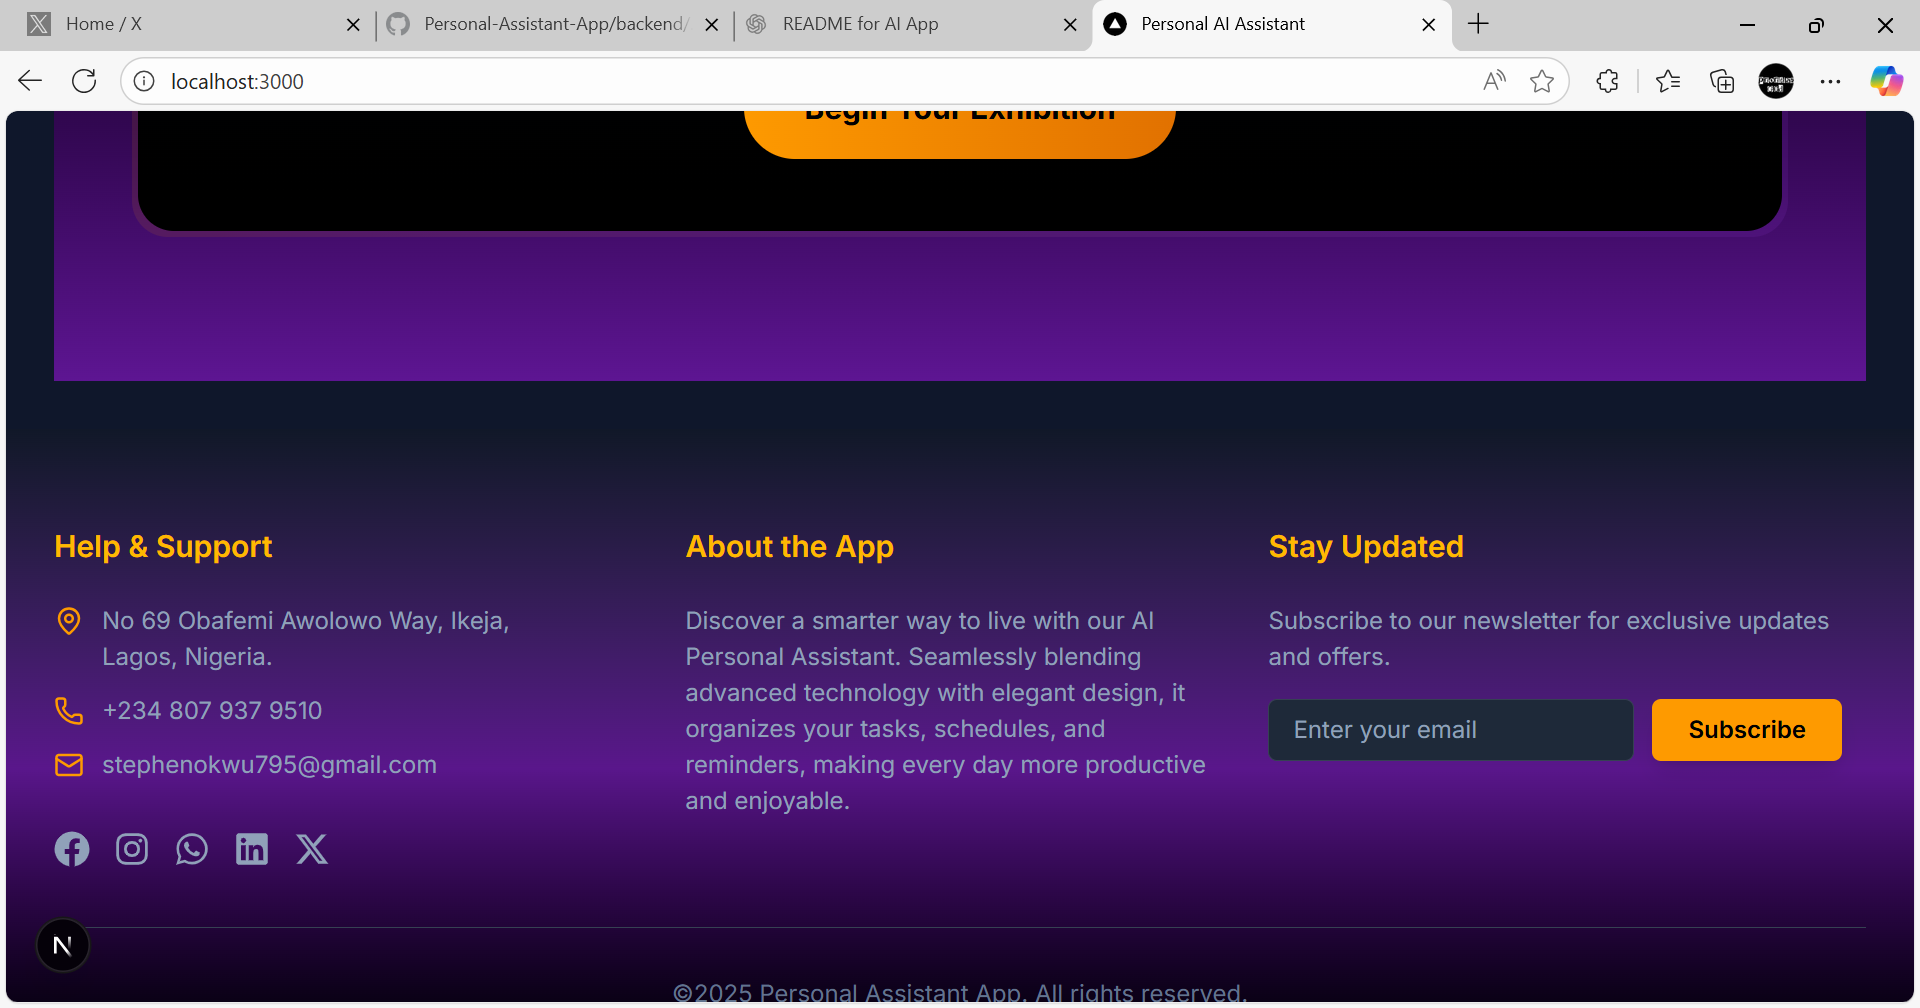 Home / X
Personal-Assistant-App/backend/
README for AI App
Personal AI Assistant
localhost:3000
Begin Your Exhibition
Help & Support
No 69 Obafemi Awolowo Way, Ikeja,
Lagos, Nigeria.
+234 807 937 9510
stephenokwu795@gmail.com
About the App
Discover a smarter way to live with our AI
Personal Assistant. Seamlessly blending
advanced technology with elegant design, it
organizes your tasks, schedules, and
reminders, making every day more productive
and enjoyable.
Stay Updated
Subscribe to our newsletter for exclusive updates
and offers.
Enter your email
Subscribe
N
©2025 Personal Assistant App. All rights reserved.